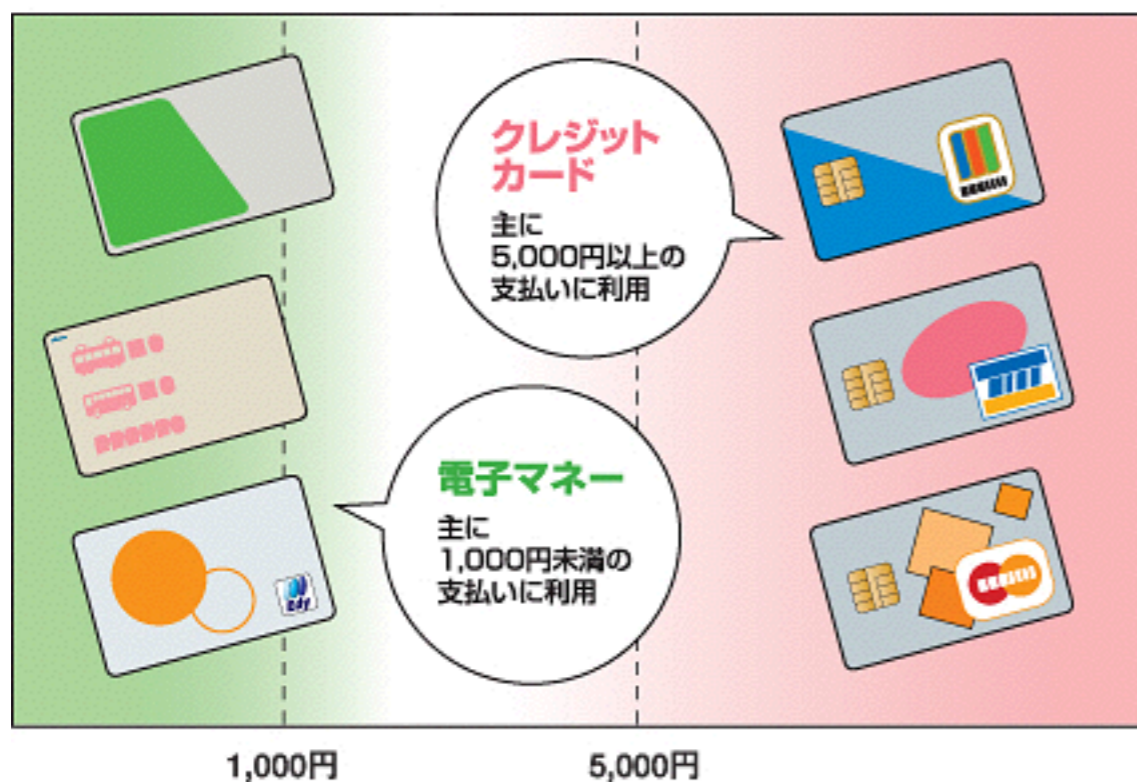 クレジット
カード
主に
5,000円以上の
支払いに利用
電子マネー
主に
1,000円未満の
支払いに利用
Edy
1,000円
5,000円